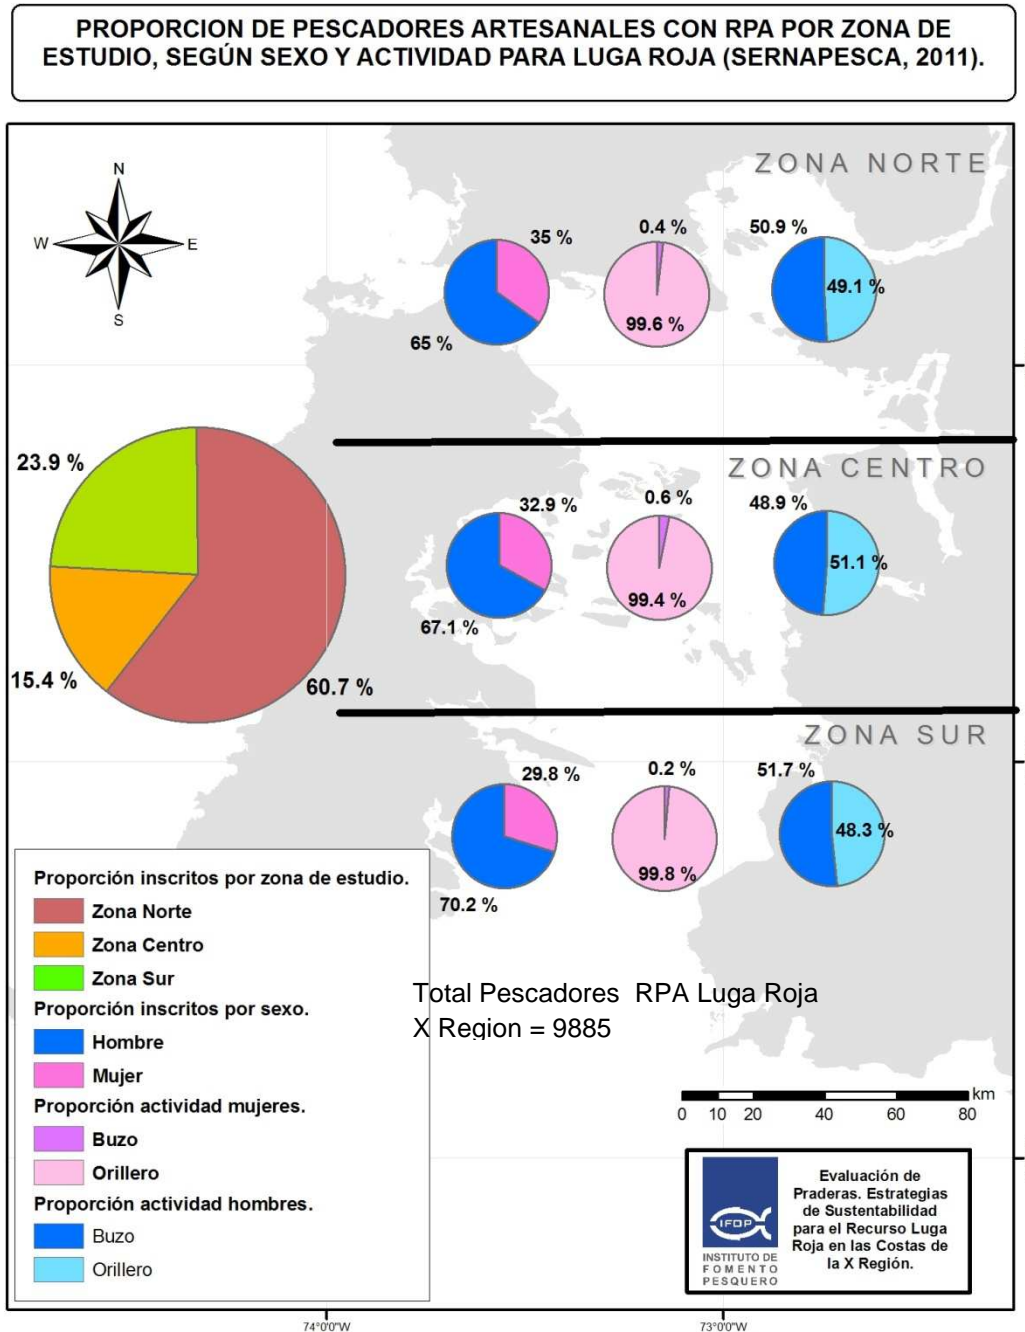 PROPORCION DE PESCADORES ARTESANALES CON RPA POR ZONA DE
ESTUDIO, SEGÚN SEXO Y ACTIVIDAD PARA LUGA ROJA (SERNAPESCA, 2011).
N
W
E
S
ZONA NORTE
35 %
65 %
0.4 %
99.6 %
50.9 %
49.1 %
23.9 %
15.4 %
60.7 %
ZONA CENTRO
32.9 %
67.1 %
0.6 %
99.4 %
48.9 %
51.1 %
ZONA SUR
29.8 %
70.2 %
0.2 %
99.8 %
51.7 %
48.3 %
Proporción inscritos por zona de estudio.
Zona Norte
Zona Centro
Zona Sur
Proporción inscritos por sexo.
Hombre
Mujer
Proporción actividad mujeres.
Buzo
Orillero
Proporción actividad hombres.
Buzo
Orillero
Total Pescadores RPA Luga Roja
X Region = 9885
km
0 10 20 40 60 80
IFOP
INSTITUTO DE
FOMENTO
PESQUERO
Evaluación de
Praderas. Estrategias
de Sustentabilidad
para el Recurso Luga
Roja en las Costas de
la X Región.
74°0'0"W
73°0'0"W